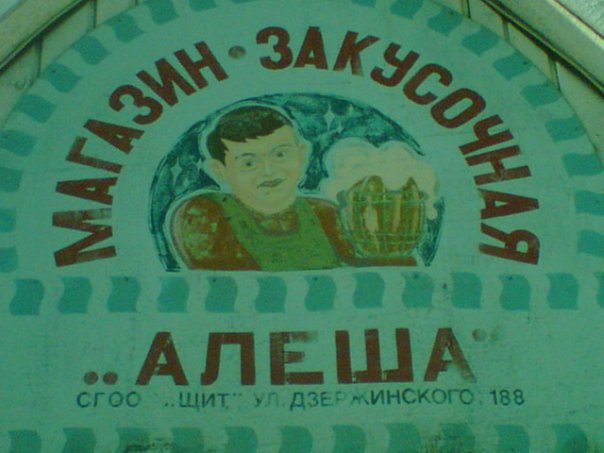 МАГАЗИН · ЗАКУСОЧНАЯ
„АЛЕША"
СГОО „ЩИТ" УЛ. ДЗЕРЖИНСКОГО, 188